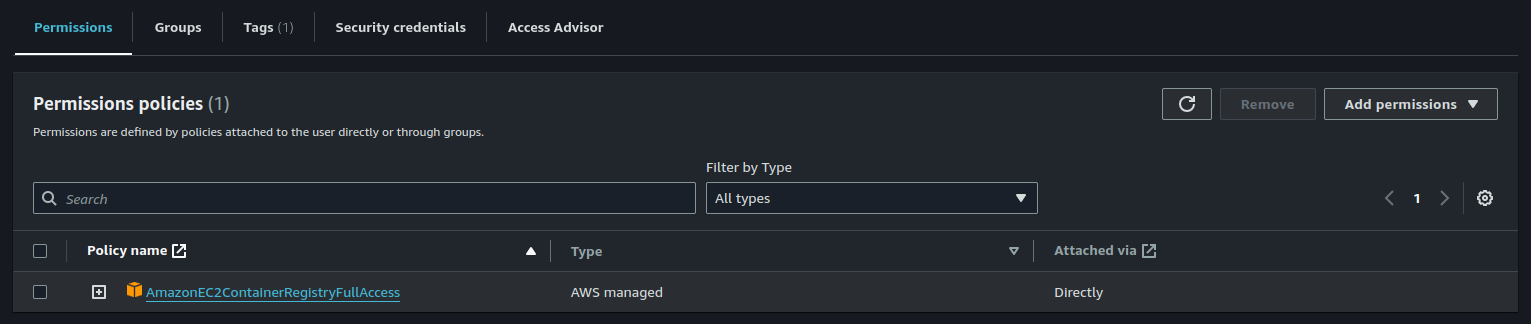 Permissions Groups Tags (1) Security credentials Access Advisor
Permissions policies (1)
Remove
Add permissions
Permissions are defined by policies attached to the user directly or through groups.
Filter by Type
Search
All types
1
Policy name Type Attached via
AmazonEC2ContainerRegistryFullAccess AWS managed Directly